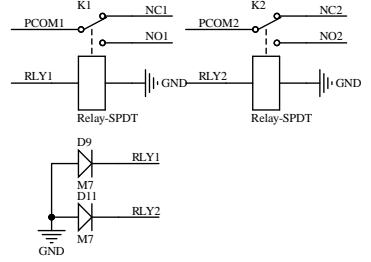 K1
NC1
PCOM1
NO1
RLY1
GND
Relay-SPDT
K2
NC2
PCOM2
NO2
RLY2
GND
Relay-SPDT
D9
RLY1
M7
D11
RLY2
M7
GND